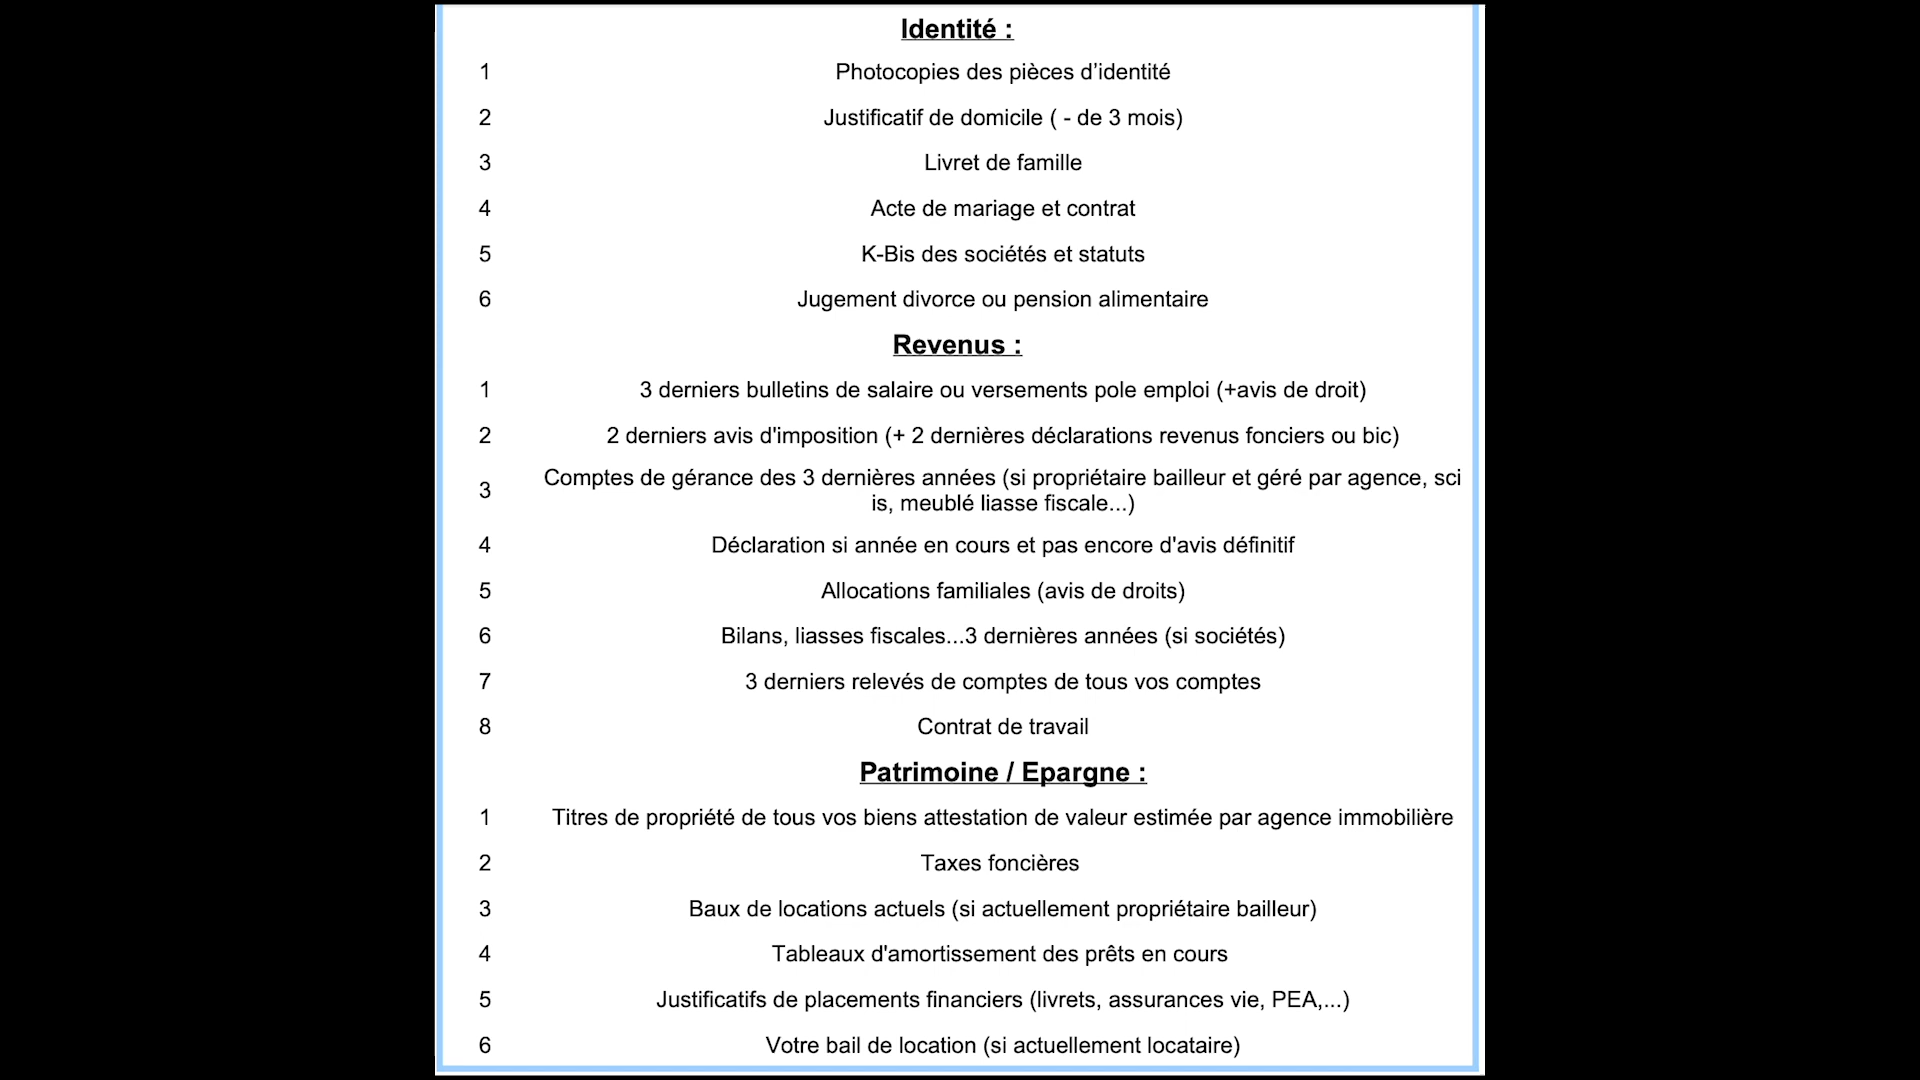 Identité :
1 Photocopies des pièces d’identité
2 Justificatif de domicile ( - de 3 mois)
3 Livret de famille
4 Acte de mariage et contrat
5 K-Bis des sociétés et statuts
6 Jugement divorce ou pension alimentaire
Revenus :
1 3 derniers bulletins de salaire ou versements pole emploi (+avis de droit)
2 2 derniers avis d'imposition (+ 2 dernières déclarations revenus fonciers ou bic)
3 Comptes de gérance des 3 dernières années (si propriétaire bailleur et géré par agence, sci
is, meublé liasse fiscale...)
4 Déclaration si année en cours et pas encore d'avis définitif
5 Allocations familiales (avis de droits)
6 Bilans, liasses fiscales...3 dernières années (si sociétés)
7 3 derniers relevés de comptes de tous vos comptes
8 Contrat de travail
Patrimoine / Epargne :
1 Titres de propriété de tous vos biens attestation de valeur estimée par agence immobilière
2 Taxes foncières
3 Baux de locations actuels (si actuellement propriétaire bailleur)
4 Tableaux d'amortissement des prêts en cours
5 Justificatifs de placements financiers (livrets, assurances vie, PEA,...)
6 Votre bail de location (si actuellement locataire)